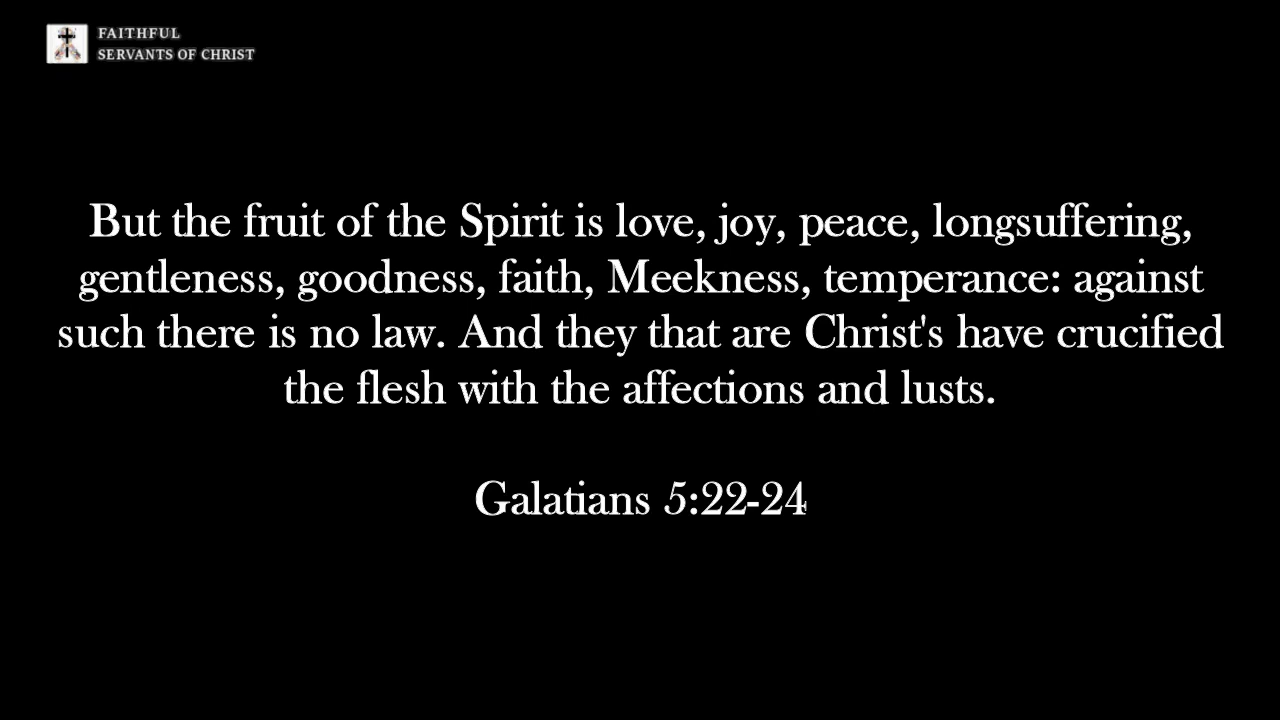 FAITHFUL
SERVANTS OF CHRIST
But the fruit of the Spirit is love, joy, peace, longsuffering,
gentleness, goodness, faith, Meekness, temperance: against
such there is no law. And they that are Christ's have crucified
the flesh with the affections and lusts.
Galatians 5:22-24